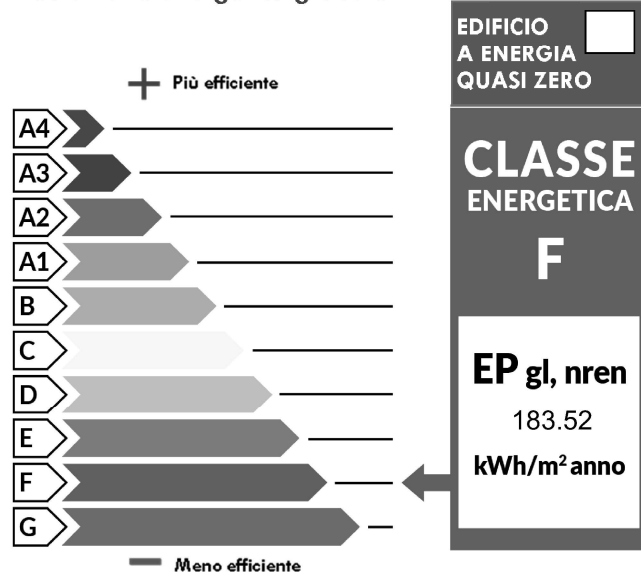 EDIFICIO
A ENERGIA
QUASI ZERO
+ Più efficiente
A4
A3
A2
A1
B
C
D
E
F
G
— Meno efficiente
CLASSE
ENERGETICA
F
EP gl, nren
183.52
kWh/m² anno